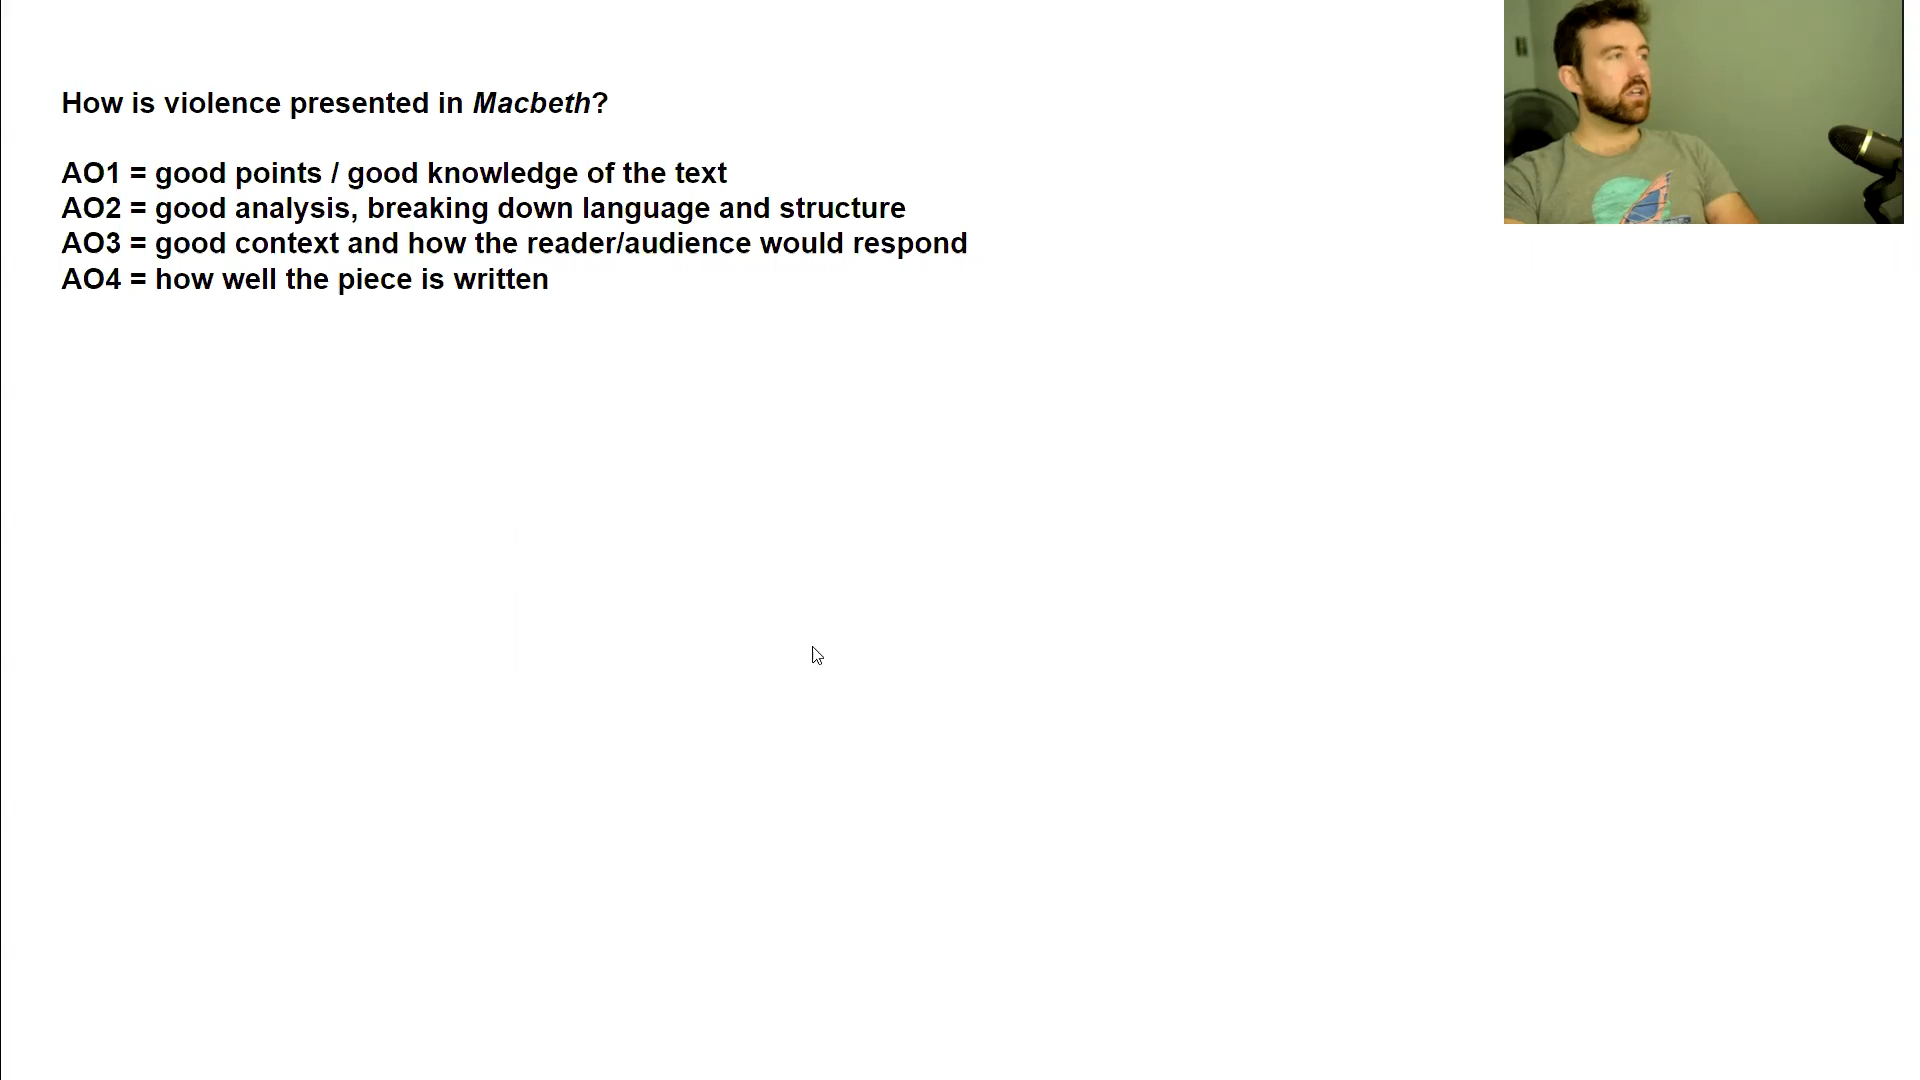 How is violence presented in Macbeth?
AO1 = good points / good knowledge of the text
AO2 = good analysis, breaking down language and structure
AO3 = good context and how the reader/audience would respond
AO4 = how well the piece is written